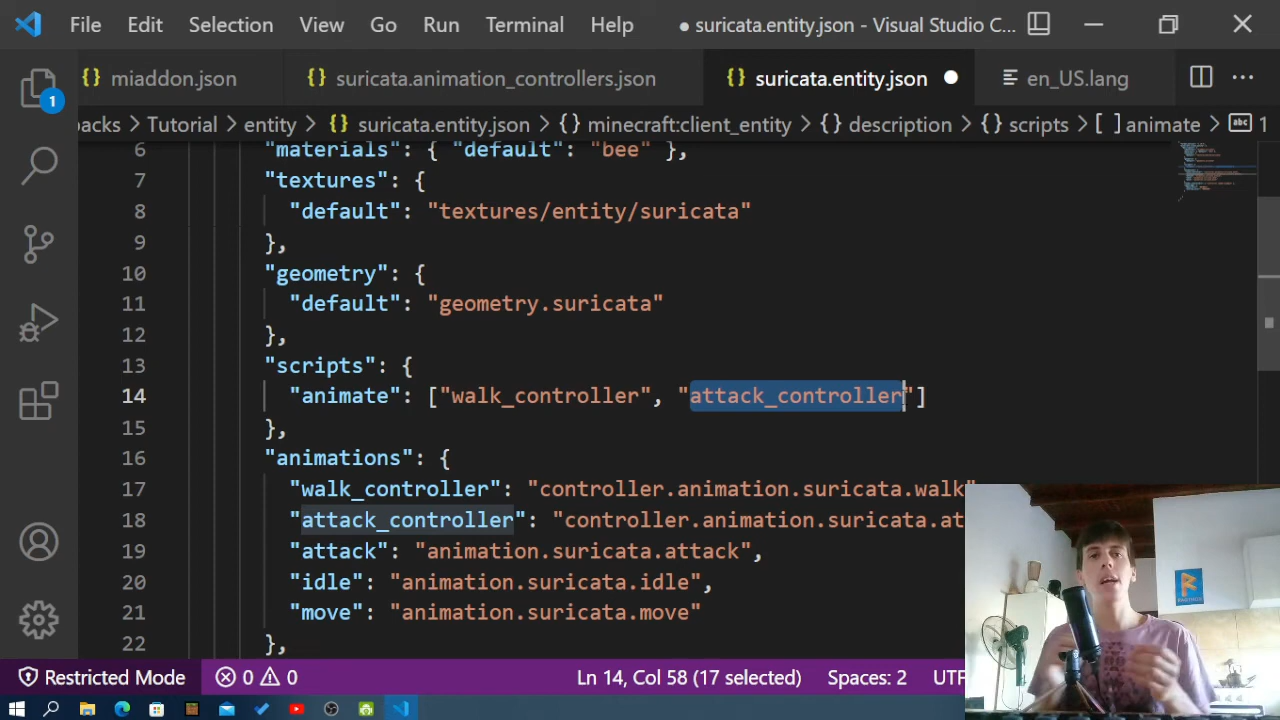 File Edit Selection View Go Run Terminal Help ● suricata.entity.json - Visual Studio C...
{} miaddon.json {} suricata.animation_controllers.json {} suricata.entity.json ● en_US.lang ...
packs > Tutorial > entity > {} suricata.entity.json > {} minecraft:client_entity > {} description > {} scripts > [ ] animate > abc 1
1
6 "materials": { "default": "bee" },
7 "textures": {
8 "default": "textures/entity/suricata"
9 },
10 "geometry": {
11 "default": "geometry.suricata"
12 },
13 "scripts": {
14 "animate": ["walk_controller", "attack_controller"]
15 },
16 "animations": {
17 "walk_controller": "controller.animation.suricata.walk"
18 "attack_controller": "controller.animation.suricata.at
19 "attack": "animation.suricata.attack",
20 "idle": "animation.suricata.idle",
21 "move": "animation.suricata.move"
22 },
Restricted Mode 0 0 Ln 14, Col 58 (17 selected) Spaces: 2 UTF